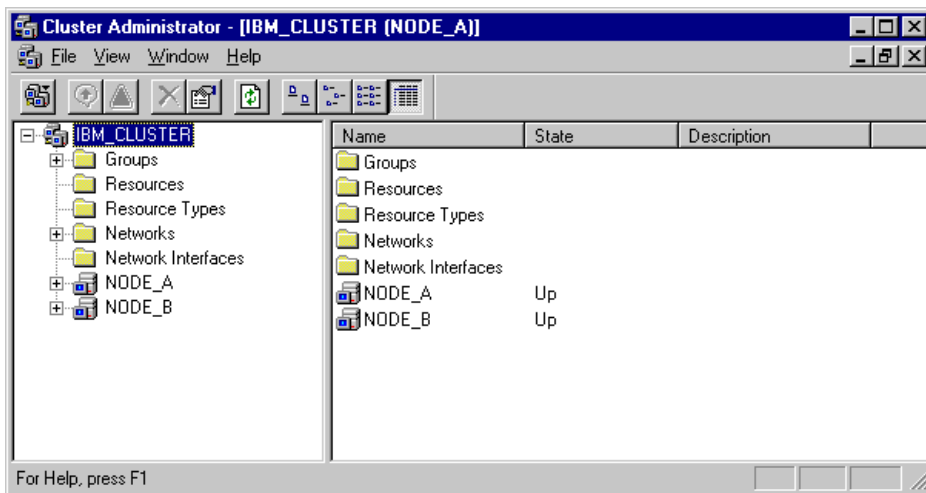 Cluster Administrator - [IBM_CLUSTER (NODE_A)]
File View Window Help
IBM_CLUSTER
Groups
Resources
Resource Types
Networks
Network Interfaces
NODE_A
NODE_B
Name State Description
Groups
Resources
Resource Types
Networks
Network Interfaces
NODE_A Up
NODE_B Up
For Help, press F1